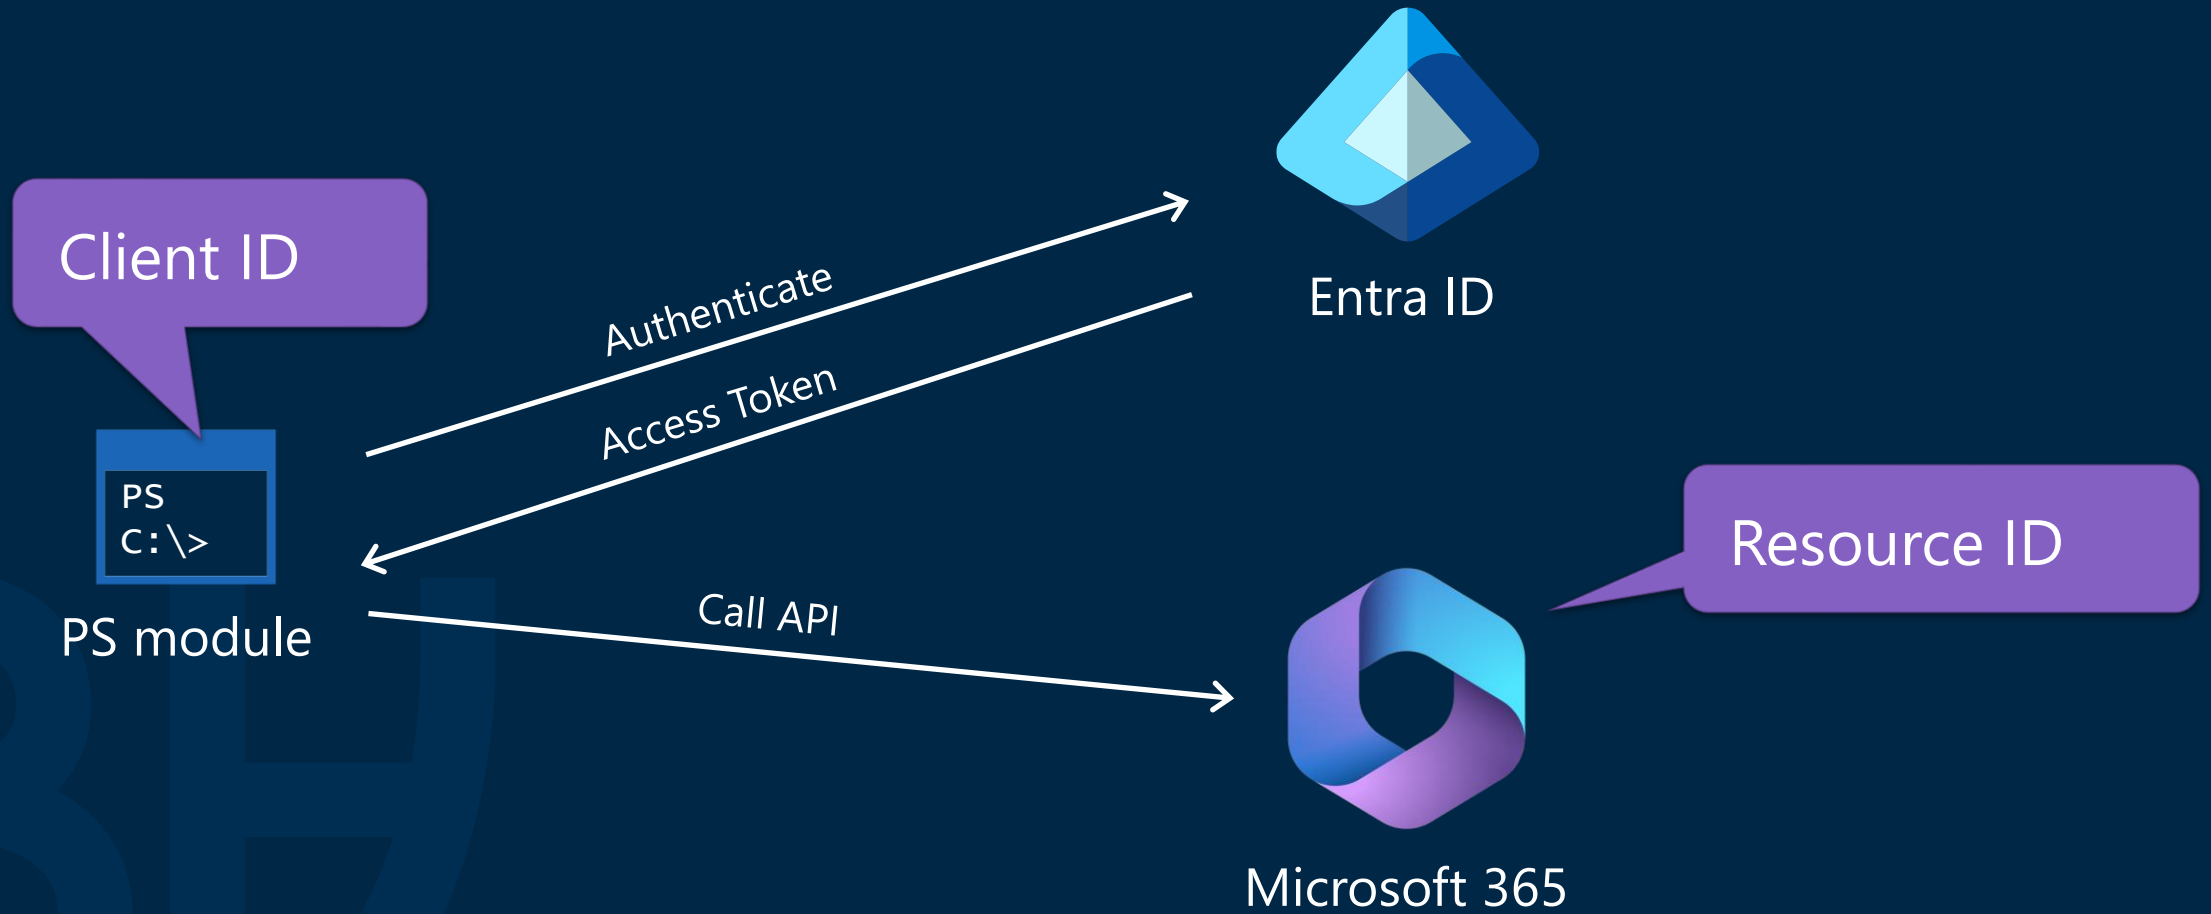 Client ID
Authenticate
Entra ID
Access Token
PS
C:\>
PS module
Call API
Resource ID
Microsoft 365